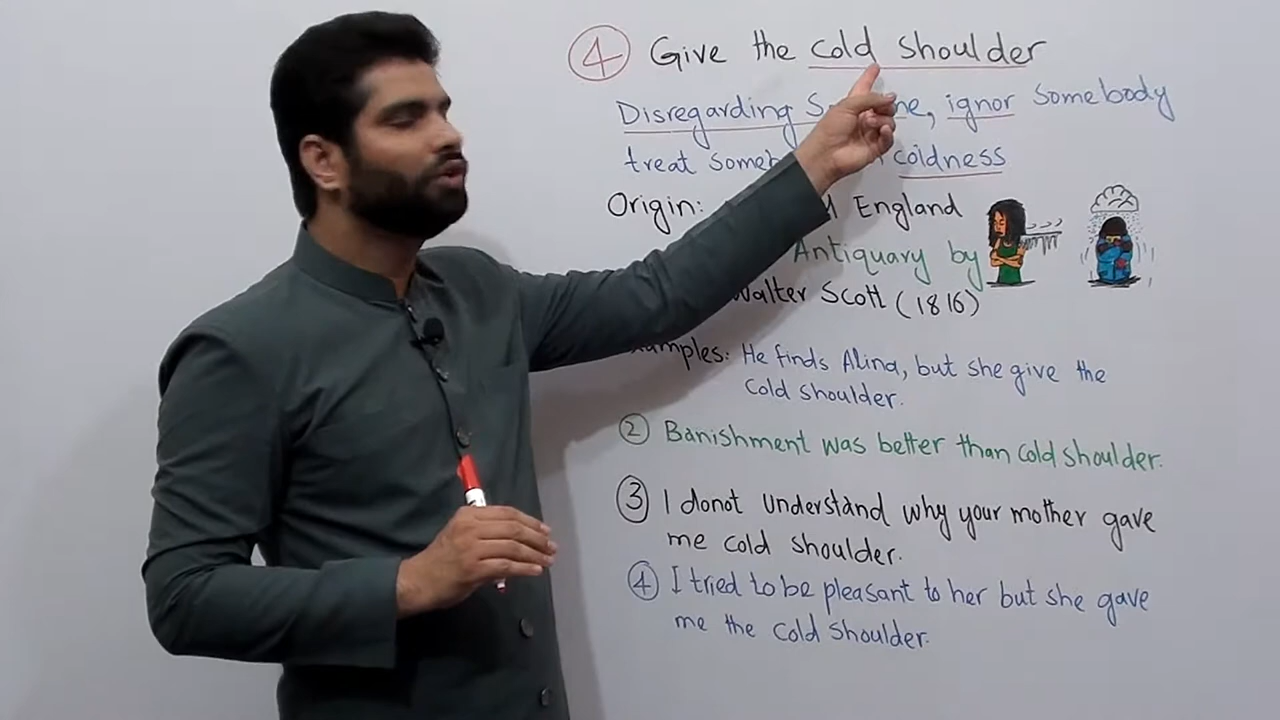 ④ Give the cold shoulder
Disregarding, ignor somebody
treat coldness
Origin: England
Antiquary by
Walter Scott (1816)
Examples: He finds Alina, but she give the
cold shoulder.
② Banishment was better than cold shoulder.
③ I donot understand why your mother gave
me cold shoulder.
④ I tried to be pleasant to her but she gave
me the cold shoulder.